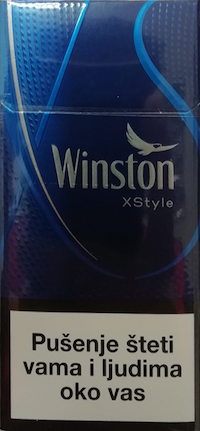 Winston
XStyle
Pušenje šteti
vama i ljudima
oko vas